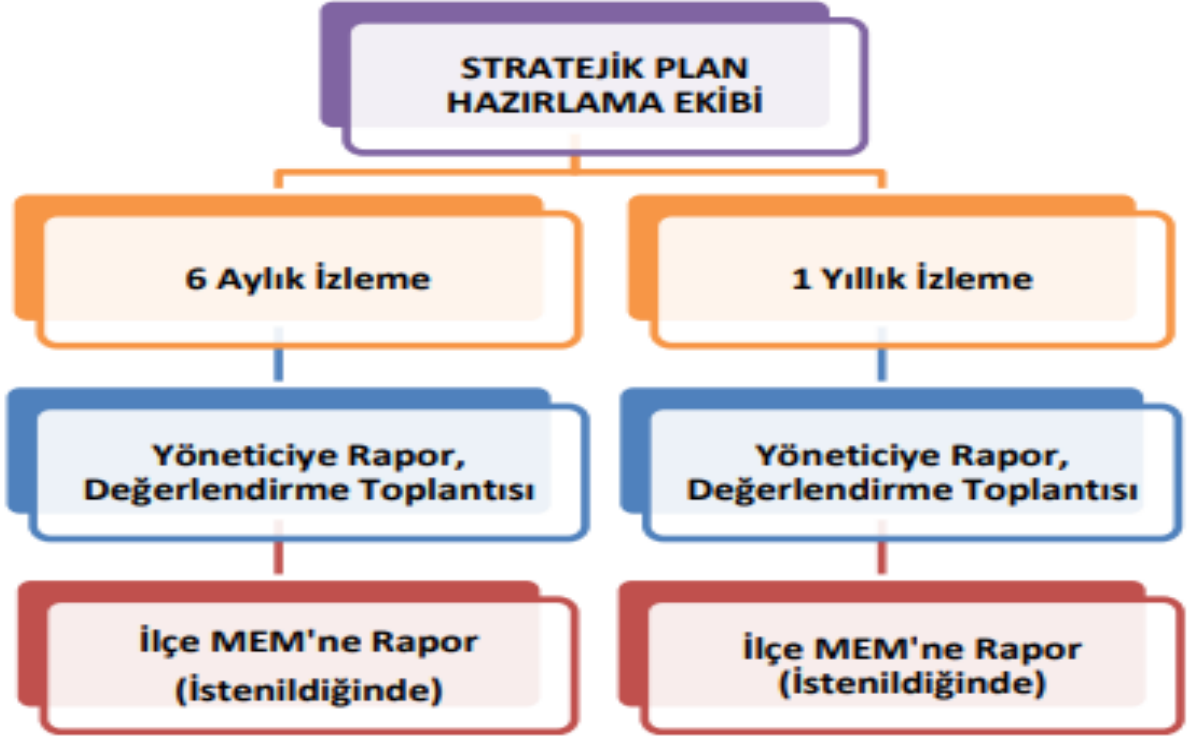 STRATEJİK PLAN
HAZIRLAMA EKİBİ
6 Aylık İzleme
1 Yıllık İzleme
Yöneticiye Rapor,
Değerlendirme Toplantısı
Yöneticiye Rapor,
Değerlendirme Toplantısı
İlçe MEM'ne Rapor
(İstenildiğinde)
İlçe MEM'ne Rapor
(İstenildiğinde)